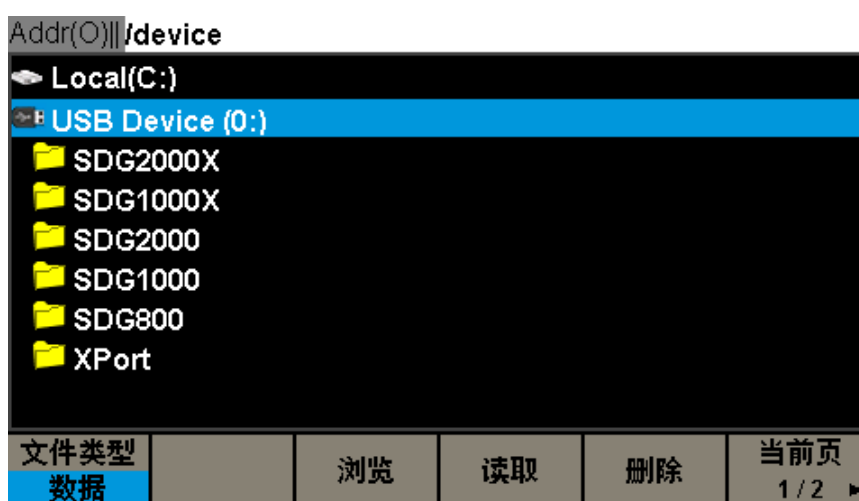 Addr(O)|| /device
Local(C:)
USB Device (0:)
SDG2000X
SDG1000X
SDG2000
SDG1000
SDG800
XPort
文件类型 浏览 读取 删除 当前页
数据 1/2